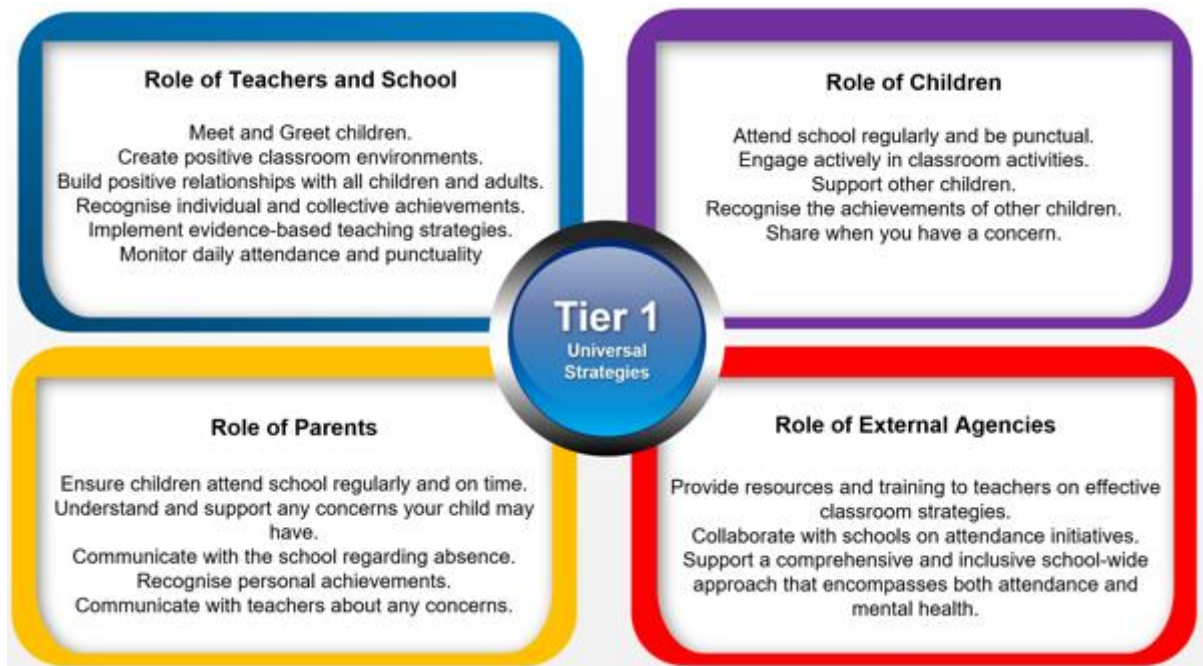 Role of Teachers and School
Meet and Greet children.
Create positive classroom environments.
Build positive relationships with all children and adults.
Recognise individual and collective achievements.
Implement evidence-based teaching strategies.
Monitor daily attendance and punctuality
Role of Children
Attend school regularly and be punctual.
Engage actively in classroom activities.
Support other children.
Recognise the achievements of other children.
Share when you have a concern.
Tier 1
Universal
Strategies
Role of Parents
Ensure children attend school regularly and on time.
Understand and support any concerns your child may
have.
Communicate with the school regarding absence.
Recognise personal achievements.
Communicate with teachers about any concerns.
Role of External Agencies
Provide resources and training to teachers on effective
classroom strategies.
Collaborate with schools on attendance initiatives.
Support a comprehensive and inclusive school-wide
approach that encompasses both attendance and
mental health.